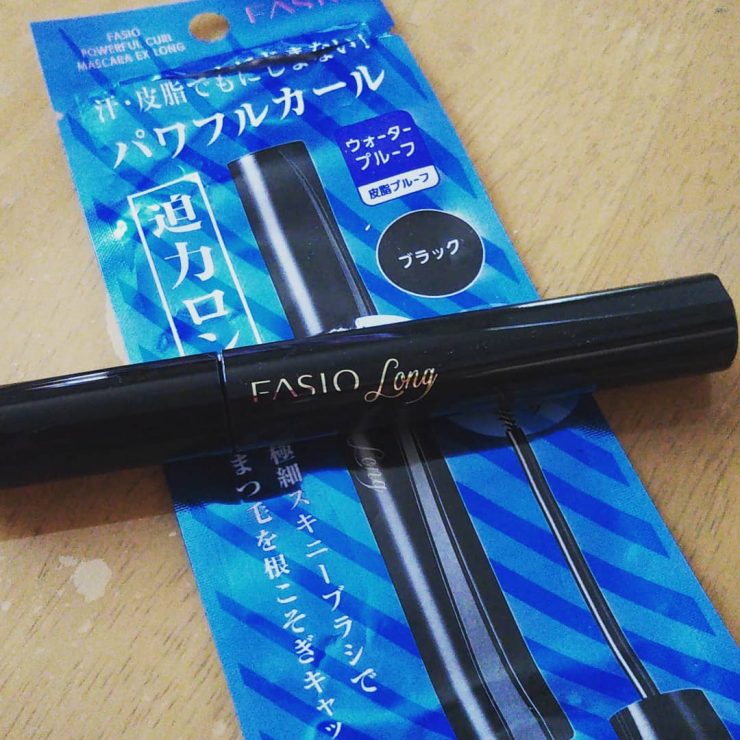 FASIO
POWERFUL CURL
MASCARA EX LONG
FASIO
汗・皮脂でもにじまない!
パワフルカール
ウォーター
プルーフ
皮脂プルーフ
ブラック
迫力ロン
FASIO Long
Long
極細スキニーブラシで
まつ毛を根こそぎキャッ